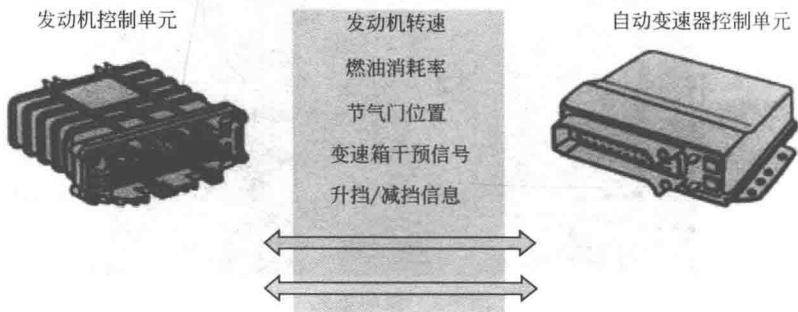 发动机控制单元
发动机转速
自动变速器控制单元
燃油消耗率
节气门位置
变速箱干预信号
升挡/减挡信息